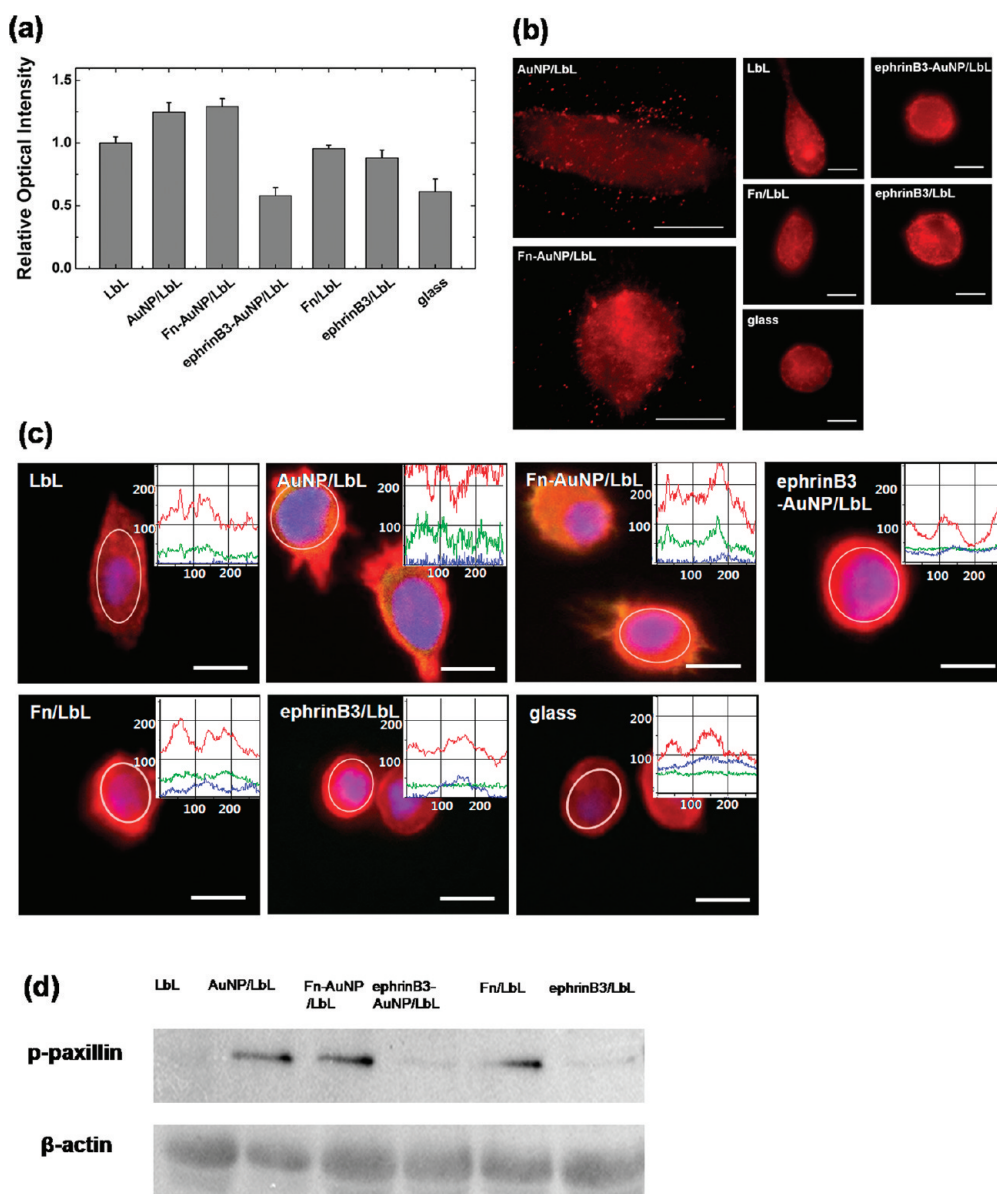 (a)
Relative Optical Intensity
1.5
1.0
0.5
0.0
LbL
AuNP/LbL
Fn-AuNP/LbL
ephrinB3-AuNP/LbL
Fn/LbL
ephrinB3/LbL
glass
(b)
AuNP/LbL
LbL
ephrinB3-AuNP/LbL
Fn/LbL
ephrinB3/LbL
Fn-AuNP/LbL
glass
(c)
LbL
200
100
100 200
AuNP/LbL
200
100
100 200
Fn-AuNP/LbL
200
100
100 200
ephrinB3
-AuNP/LbL
200
100
100 200
Fn/LbL
200
100
100 200
ephrinB3/LbL
200
100
100 200
glass
200
100
100 200
(d)
LbL
AuNP/LbL
Fn-AuNP
/LbL
ephrinB3-
AuNP/LbL
Fn/LbL
ephrinB3/LbL
p-paxillin
β-actin